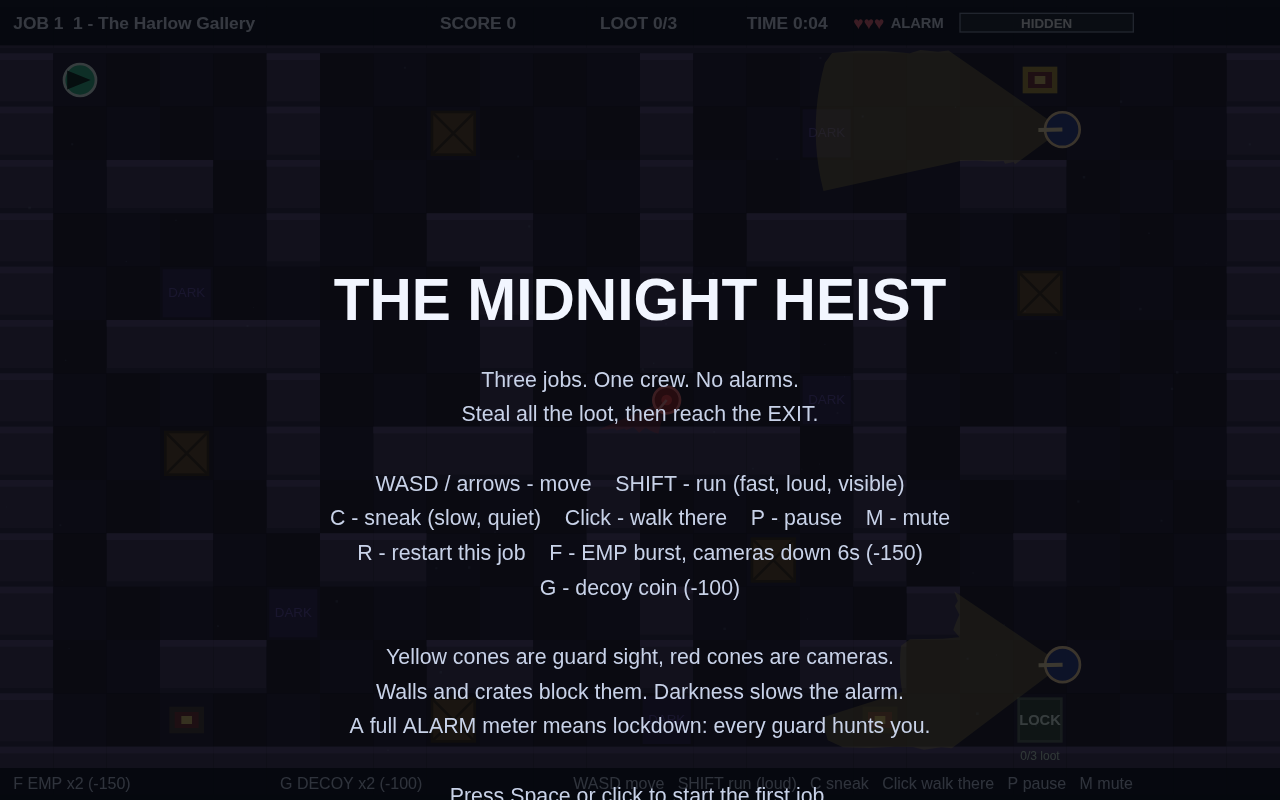 JOB 1 1 - The Harlow Gallery SCORE 0 LOOT 0/3 TIME 0:04 ♥♥♥ ALARM HIDDEN
DARK
DARK
THE MIDNIGHT HEIST
Three jobs. One crew. No alarms.
DARK
Steal all the loot, then reach the EXIT.
WASD / arrows - move SHIFT - run (fast, loud, visible)
C - sneak (slow, quiet) Click - walk there P - pause M - mute
R - restart this job F - EMP burst, cameras down 6s (-150)
G - decoy coin (-100)
DARK
Yellow cones are guard sight, red cones are cameras.
Walls and crates block them. Darkness slows the alarm.
LOCK
A full ALARM meter means lockdown: every guard hunts you.
0/3 loot
F EMP x2 (-150) G DECOY x2 (-100) WASD move SHIFT run (loud) C sneak Click walk there P pause M mute
Press Space or click to start the first job